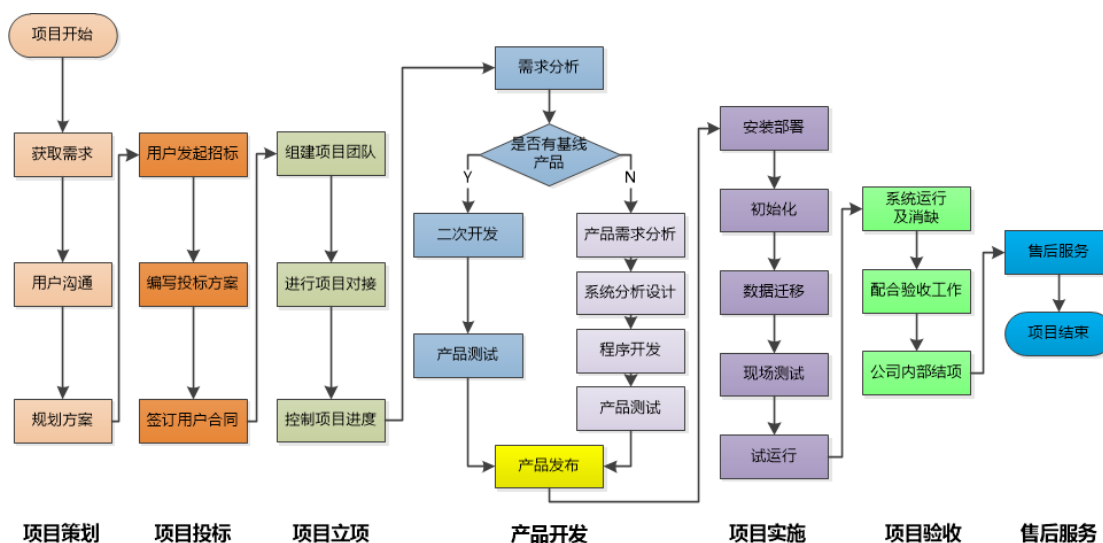 项目开始
获取需求
用户沟通
规划方案
用户发起招标
编写投标方案
签订用户合同
组建项目团队
进行项目对接
控制项目进度
需求分析
是否有基线
产品
Y
N
二次开发
产品测试
产品需求分析
系统分析设计
程序开发
产品测试
产品发布
安装部署
初始化
数据迁移
现场测试
试运行
系统运行
及消缺
配合验收工作
公司内部结项
售后服务
项目结束
项目策划
项目投标
项目立项
产品开发
项目实施
项目验收
售后服务